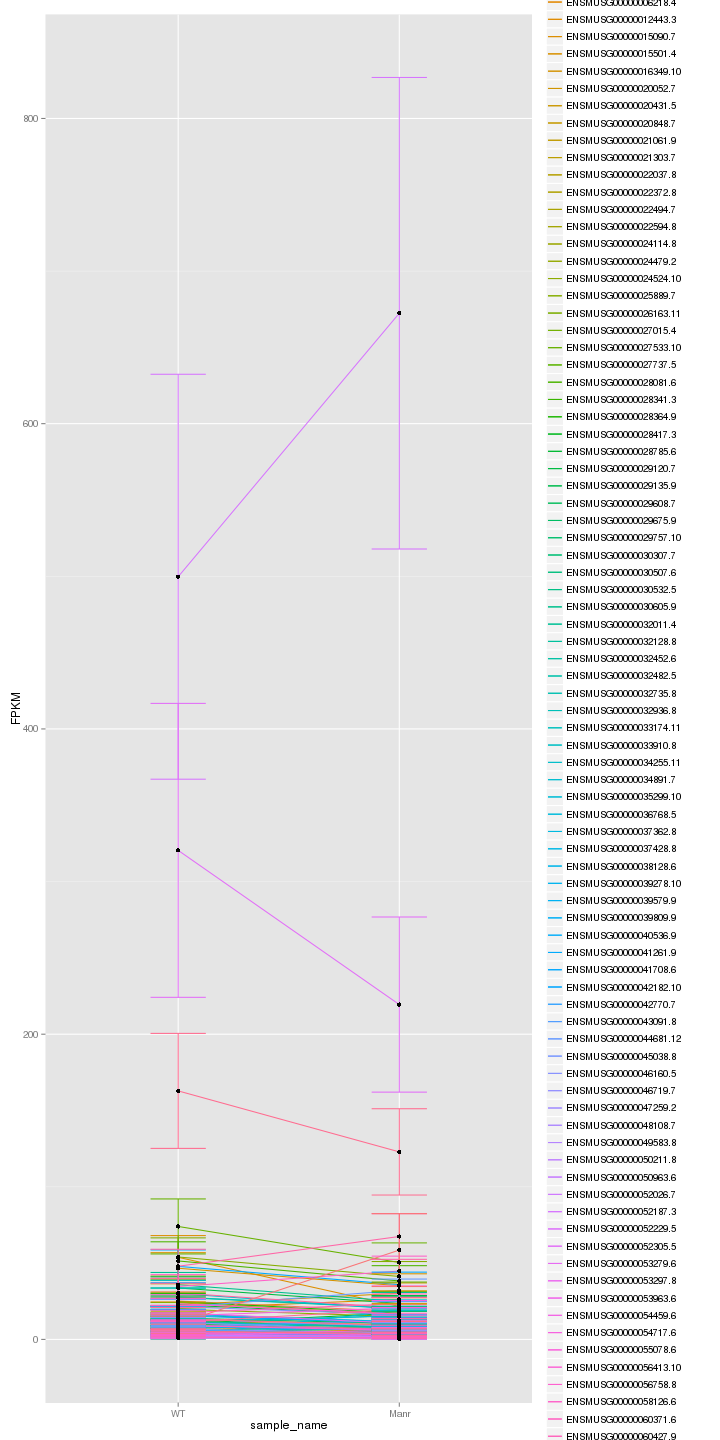 800
600
400
200
0
FPKM
WT
Manr
sample_name
ENSMUSG00000006218.4
ENSMUSG00000012443.3
ENSMUSG00000015090.7
ENSMUSG00000015501.4
ENSMUSG00000016349.10
ENSMUSG00000020052.7
ENSMUSG00000020431.5
ENSMUSG00000020848.7
ENSMUSG00000021061.9
ENSMUSG00000021303.7
ENSMUSG00000022037.8
ENSMUSG00000022372.8
ENSMUSG00000022494.7
ENSMUSG00000022594.8
ENSMUSG00000024114.8
ENSMUSG00000024479.2
ENSMUSG00000024524.10
ENSMUSG00000025889.7
ENSMUSG00000026163.11
ENSMUSG00000027015.4
ENSMUSG00000027533.10
ENSMUSG00000027737.5
ENSMUSG00000028081.6
ENSMUSG00000028341.3
ENSMUSG00000028364.9
ENSMUSG00000028417.3
ENSMUSG00000028785.6
ENSMUSG00000029120.7
ENSMUSG00000029135.9
ENSMUSG00000029608.7
ENSMUSG00000029675.9
ENSMUSG00000029757.10
ENSMUSG00000030307.7
ENSMUSG00000030507.6
ENSMUSG00000030532.5
ENSMUSG00000030605.9
ENSMUSG00000032011.4
ENSMUSG00000032128.8
ENSMUSG00000032452.6
ENSMUSG00000032482.5
ENSMUSG00000032735.8
ENSMUSG00000032936.8
ENSMUSG00000033174.11
ENSMUSG00000033910.8
ENSMUSG00000034255.11
ENSMUSG00000034891.7
ENSMUSG00000035299.10
ENSMUSG00000036768.5
ENSMUSG00000037362.8
ENSMUSG00000037428.8
ENSMUSG00000038128.6
ENSMUSG00000039278.10
ENSMUSG00000039579.9
ENSMUSG00000039809.9
ENSMUSG00000040536.9
ENSMUSG00000041261.9
ENSMUSG00000041708.6
ENSMUSG00000042182.10
ENSMUSG00000042770.7
ENSMUSG00000043091.8
ENSMUSG00000044681.12
ENSMUSG00000045038.8
ENSMUSG00000046160.5
ENSMUSG00000046719.7
ENSMUSG00000047259.2
ENSMUSG00000048108.7
ENSMUSG00000049583.8
ENSMUSG00000050211.8
ENSMUSG00000050963.6
ENSMUSG00000052026.7
ENSMUSG00000052187.3
ENSMUSG00000052229.5
ENSMUSG00000052305.5
ENSMUSG00000053279.6
ENSMUSG00000053297.8
ENSMUSG00000053963.6
ENSMUSG00000054459.6
ENSMUSG00000054717.6
ENSMUSG00000055078.6
ENSMUSG00000056413.10
ENSMUSG00000056758.8
ENSMUSG00000058126.6
ENSMUSG00000060371.6
ENSMUSG00000060427.9